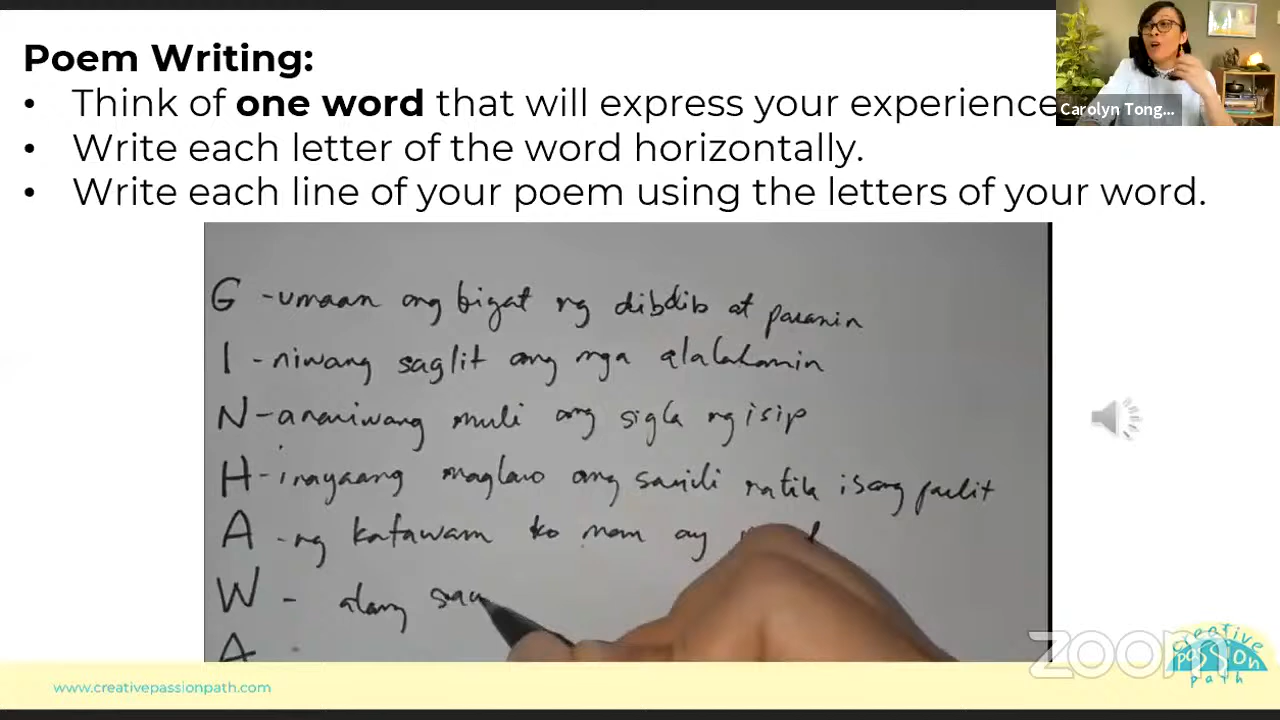 Poem Writing:
• Think of one word that will express your experience
• Write each letter of the word horizontally.
• Write each line of your poem using the letters of your word.
Carolyn Tong...
G - umaan ang bigat ng dibdib at pasanin
I - niwang saglit ang mga alalahanin
N - ananiwang muli ang sigla ng isip
H - inayaang maglaro ang sarili natila isang paslit
A - ng katawan ko nam ay
W - alang
A
zoom
creative passion path
www.creativepassionpath.com